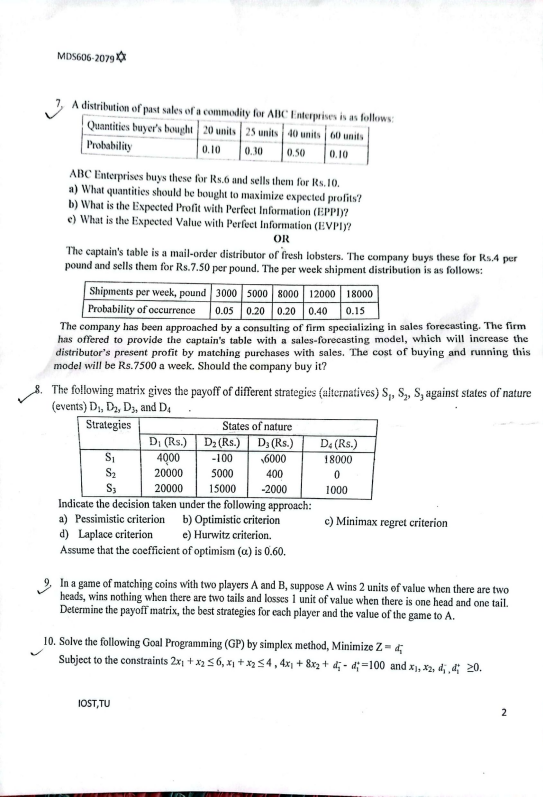 MDS606-2079✡
7. A distribution of past sales of a commodity for ABC Enterprises is as follows:
Quantities buyer's bought 20 units 25 units 40 units 60 units
Probability 0.10 0.30 0.50 0.10
ABC Enterprises buys these for Rs.6 and sells them for Rs.10.
a) What quantities should be bought to maximize expected profits?
b) What is the Expected Profit with Perfect Information (EPPI)?
c) What is the Expected Value with Perfect Information (EVPI)?
OR
The captain's table is a mail-order distributor of fresh lobsters. The company buys these for Rs.4 per
pound and sells them for Rs.7.50 per pound. The per week shipment distribution is as follows:
Shipments per week, pound 3000 5000 8000 12000 18000
Probability of occurrence 0.05 0.20 0.20 0.40 0.15
The company has been approached by a consulting of firm specializing in sales forecasting. The firm
has offered to provide the captain's table with a sales-forecasting model, which will increase the
distributor's present profit by matching purchases with sales. The cost of buying and running this
model will be Rs.7500 a week. Should the company buy it?
8. The following matrix gives the payoff of different strategies (alternatives) S₁, S₂, S₃ against states of nature
(events) D₁, D₂, D₃, and D₄
Strategies States of nature
D₁ (Rs.) D₂ (Rs.) D₃ (Rs.) D₄ (Rs.)
S₁ 4000 -100 6000 18000
S₂ 20000 5000 400 0
S₃ 20000 15000 -2000 1000
Indicate the decision taken under the following approach:
a) Pessimistic criterion b) Optimistic criterion c) Minimax regret criterion
d) Laplace criterion e) Hurwitz criterion.
Assume that the coefficient of optimism (α) is 0.60.
9. In a game of matching coins with two players A and B, suppose A wins 2 units of value when there are two
heads, wins nothing when there are two tails and losses 1 unit of value when there is one head and one tail.
Determine the payoff matrix, the best strategies for each player and the value of the game to A.
10. Solve the following Goal Programming (GP) by simplex method, Minimize Z = d₁⁻
Subject to the constraints 2x₁ + x₂ ≤ 6, x₁ + x₂ ≤ 4 , 4x₁ + 8x₂ + d₁⁻ - d₁⁺ =100 and x₁, x₂, d₁⁻, d₁⁺ ≥0.
IOST,TU
2